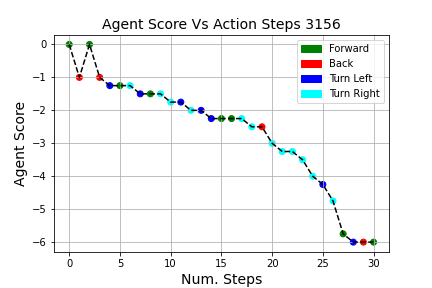 Agent Score Vs Action Steps 3156
Agent Score
0
−1
−2
−3
−4
−5
−6
Forward
Back
Turn Left
Turn Right
0 5 10 15 20 25 30
Num. Steps